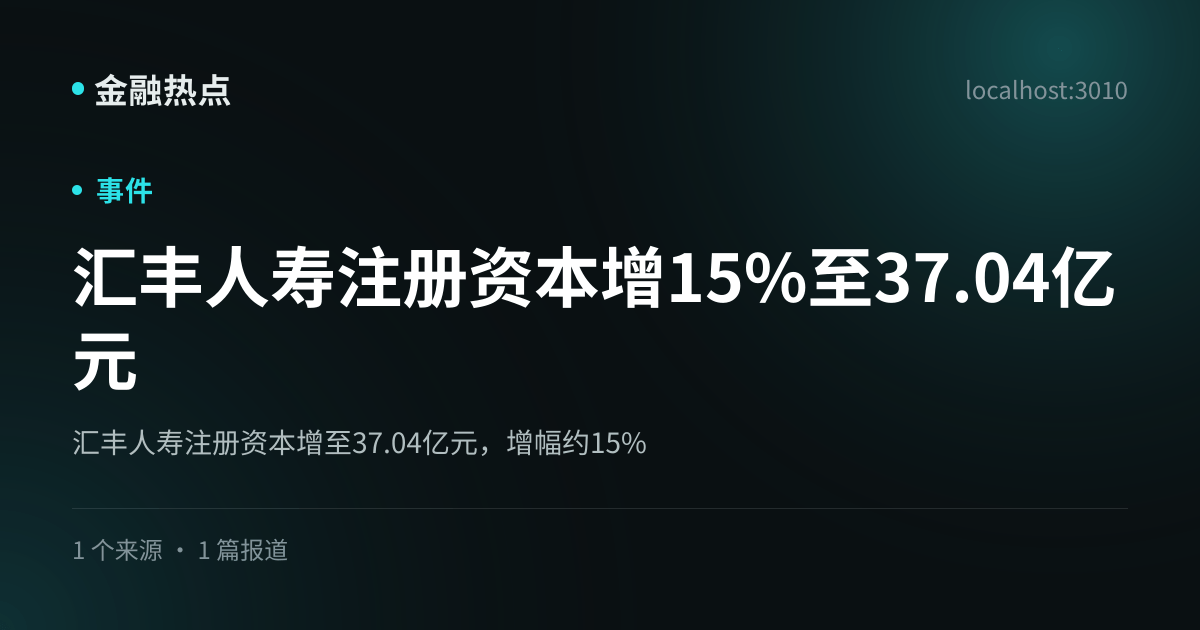 金融热点
localhost:3010
事件
汇丰人寿注册资本增15%至37.04亿
元
汇丰人寿注册资本增至37.04亿元，增幅约15%
1 个来源 · 1 篇报道